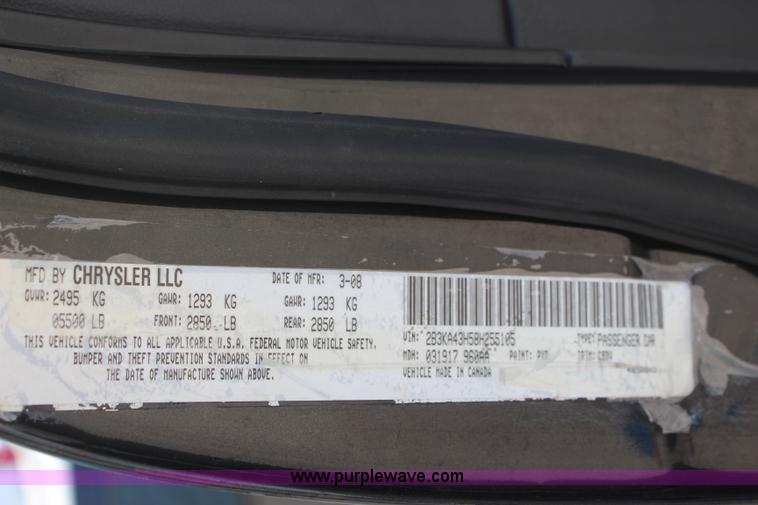 MFD BY CHRYSLER LLC DATE OF MFR: 3-08
GVWR: 2495 KG GAWR: 1293 KG GAWR: 1293 KG
05500 LB FRONT: 2850 LB REAR: 2850 LB
THIS VEHICLE CONFORMS TO ALL APPLICABLE U.S.A. FEDERAL MOTOR VEHICLE SAFETY,
BUMPER AND THEFT PREVENTION STANDARDS IN EFFECT ON
THE DATE OF MANUFACTURE SHOWN ABOVE.
VIN: 2B3KA43H58H255105 TYPE: PASSENGER CAR
MDH: 031917 960AA PAINT: TRIM:
VEHICLE MADE IN CANADA
www.purplewave.com